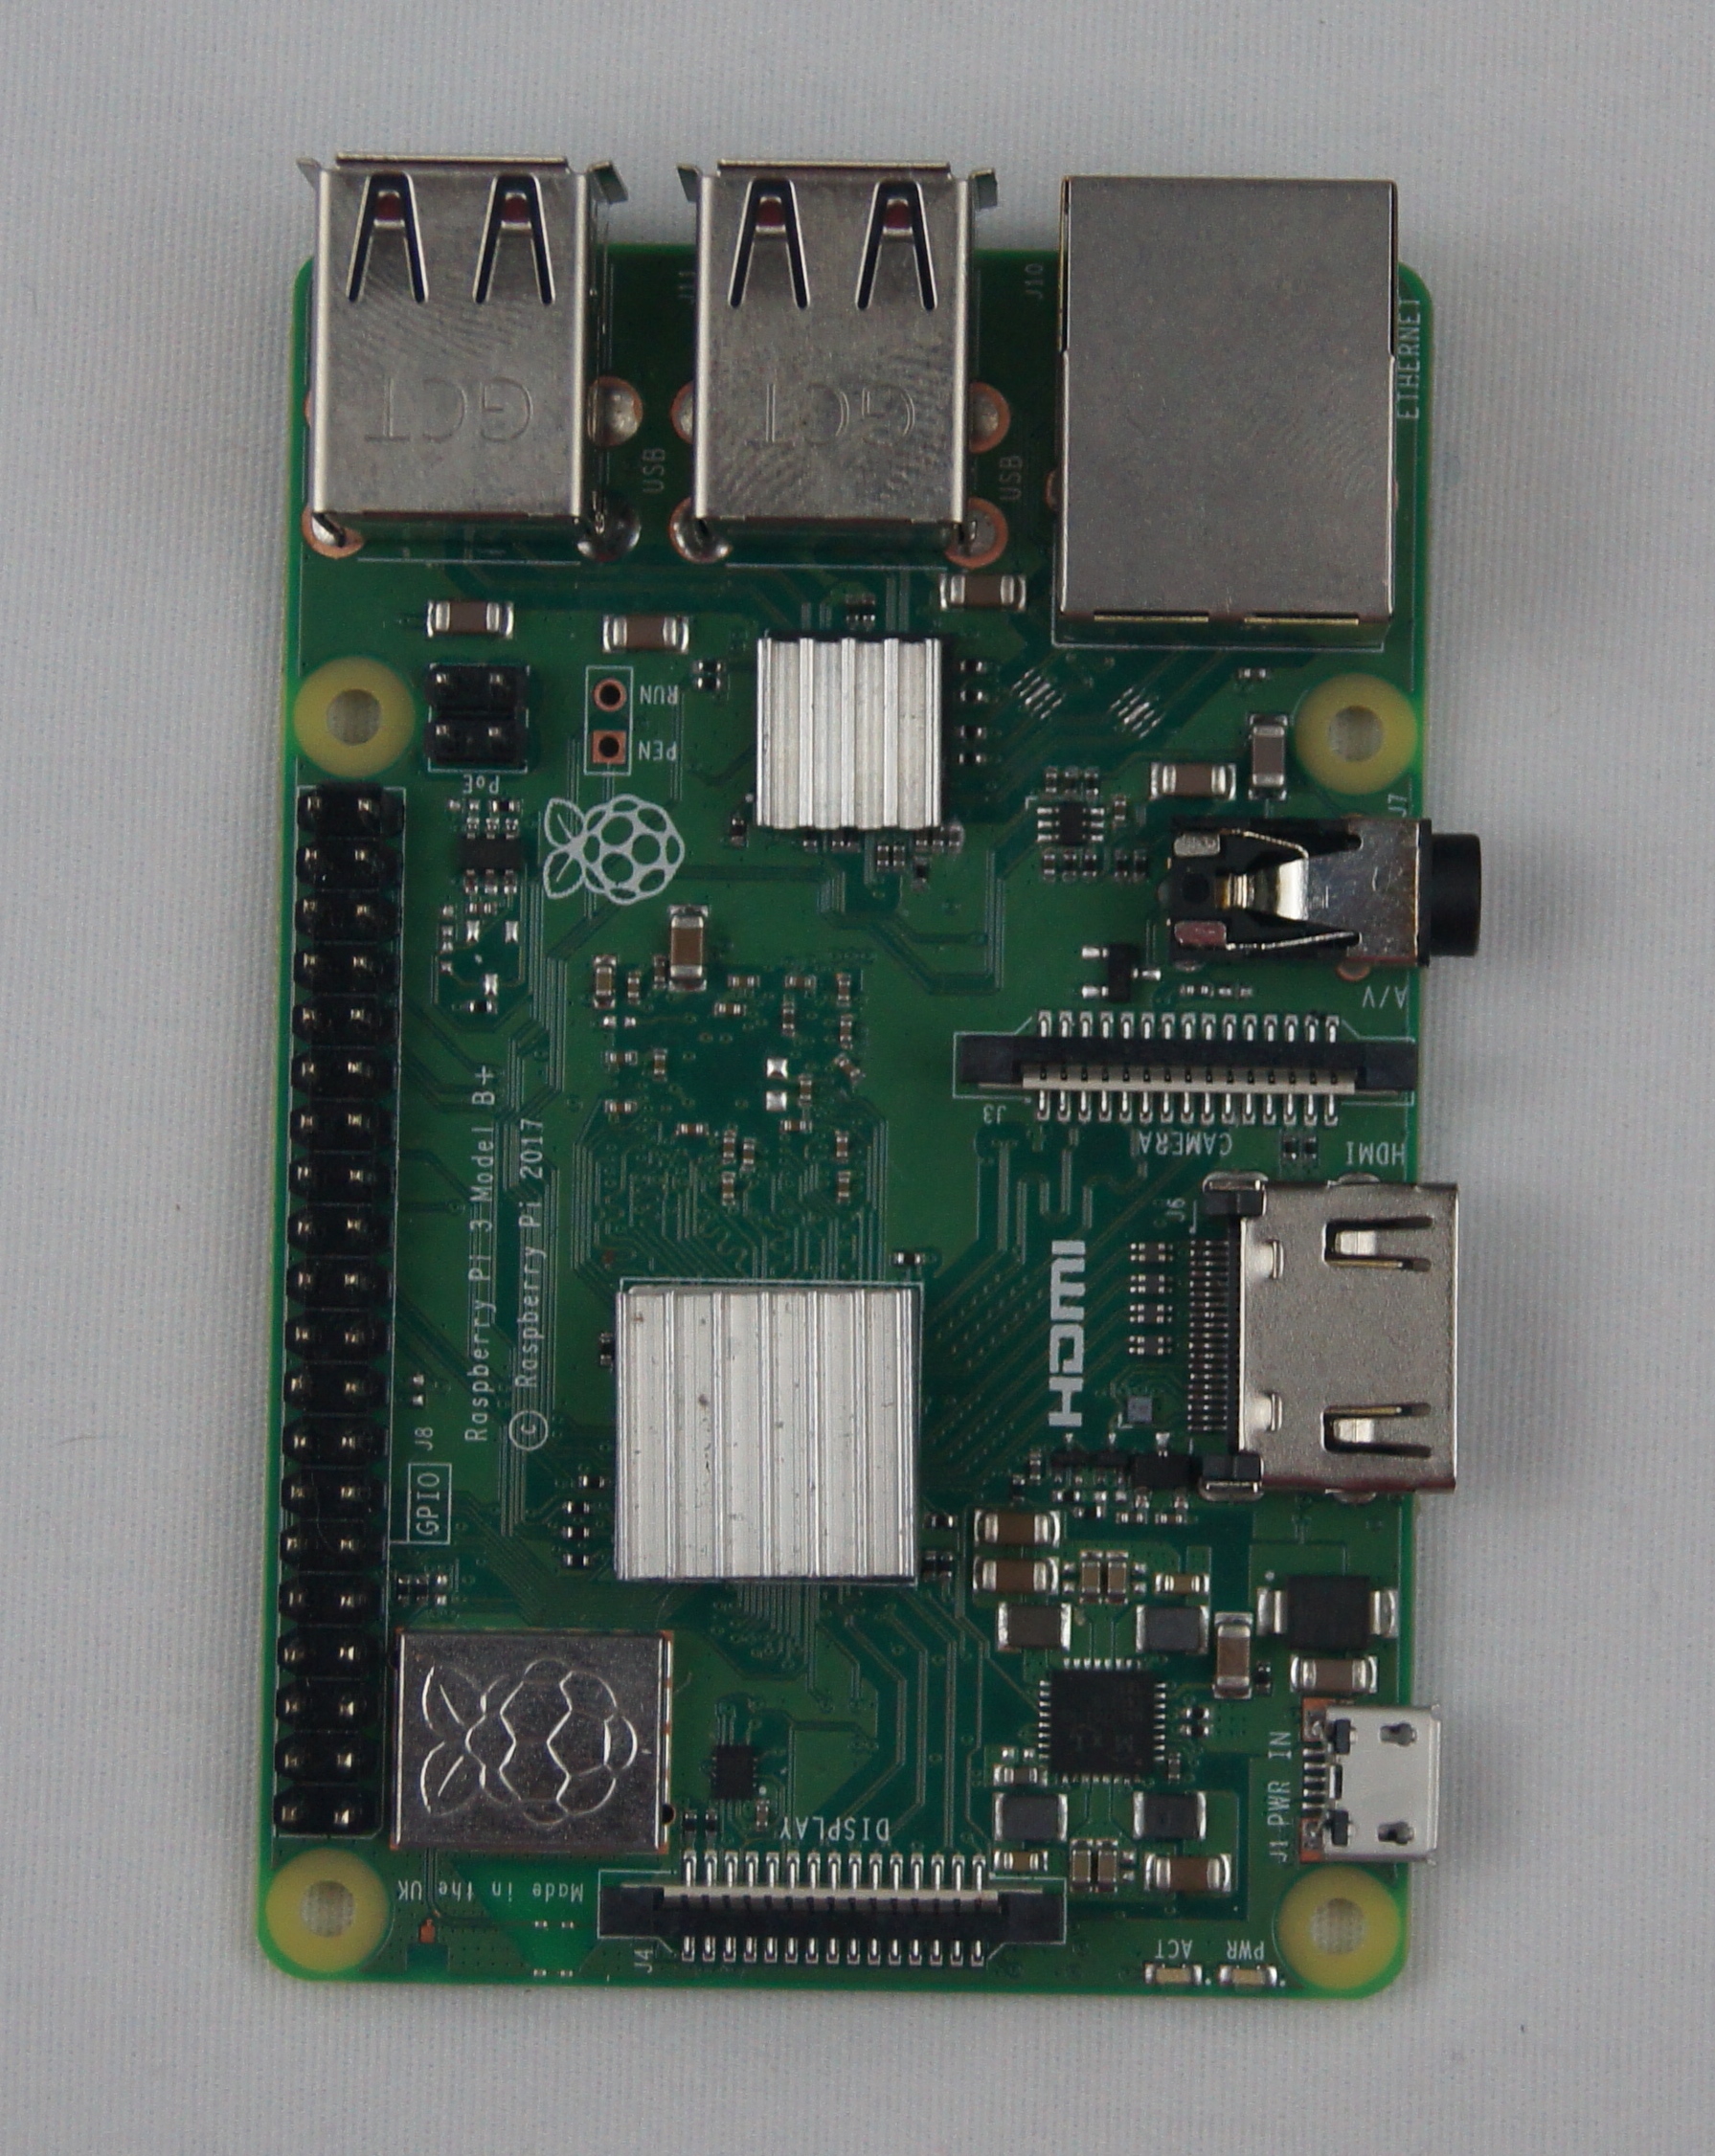 GCT
GCT
J11
J10
ETHERNET
USB
USB
RUN
PEN
PoE
J7
A/V
J3
CAMERA
HDMI
J6
Raspberry Pi 3 Model B+
© Raspberry Pi 2017
HDMI
GPIO
J8
DISPLAY
J1
PWR IN
Made in the UK
J4
ACT
PWR